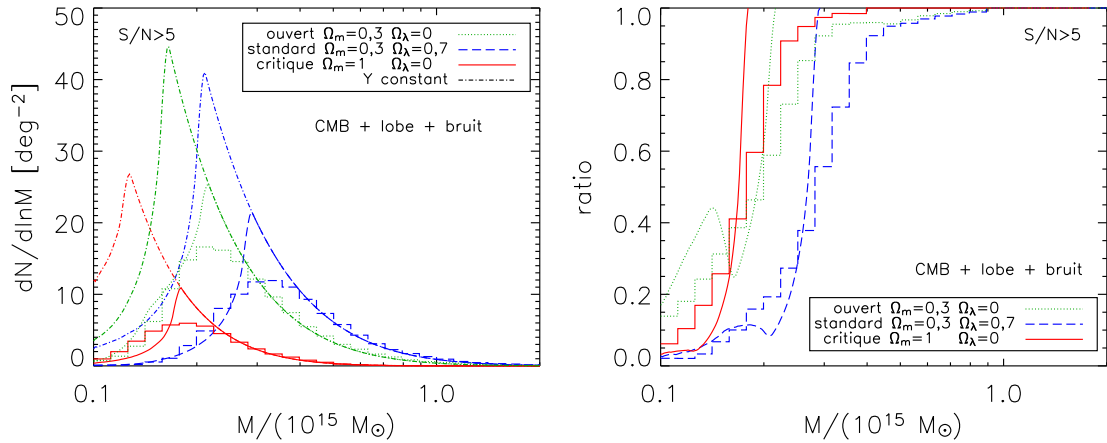 S/N>5
ouvert Ωm=0,3 Ωλ=0
standard Ωm=0,3 Ωλ=0,7
critique Ωm=1 Ωλ=0
Y constant
CMB + lobe + bruit
dN/dlnM [deg⁻²]
50
40
30
20
10
0
0.1
1.0
M/(10¹⁵ M☉)
S/N>5
CMB + lobe + bruit
ouvert Ωm=0,3 Ωλ=0
standard Ωm=0,3 Ωλ=0,7
critique Ωm=1 Ωλ=0
ratio
1.0
0.8
0.6
0.4
0.2
0.0
0.1
1.0
M/(10¹⁵ M☉)